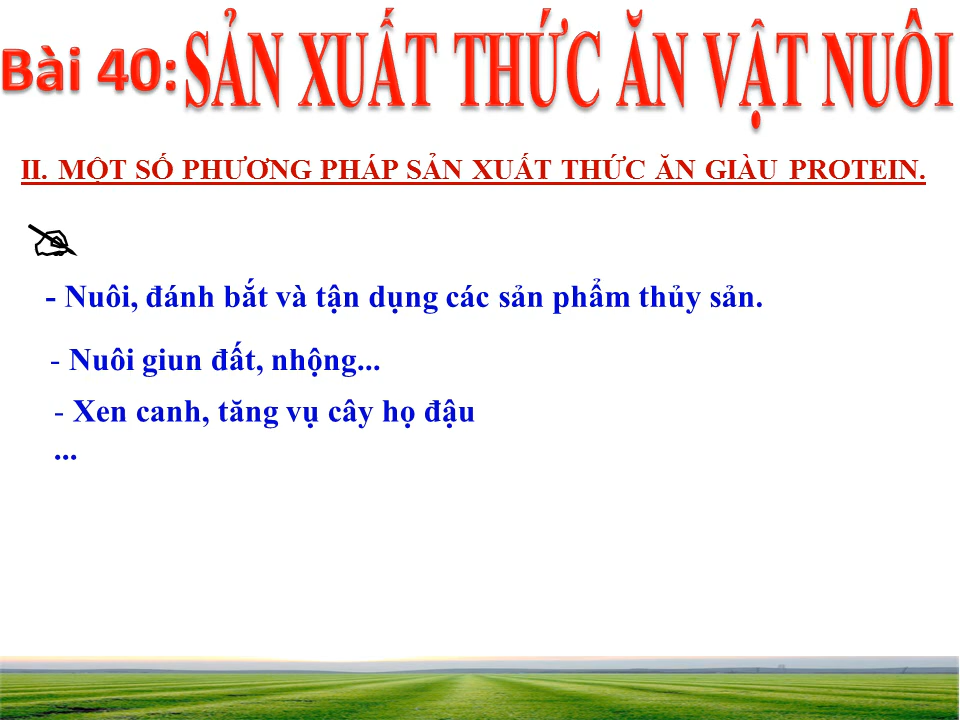 Bài 40: SẢN XUẤT THỨC ĂN VẬT NUÔI
II. MỘT SỐ PHƯƠNG PHÁP SẢN XUẤT THỨC ĂN GIÀU PROTEIN.
- Nuôi, đánh bắt và tận dụng các sản phẩm thủy sản.
- Nuôi giun đất, nhộng...
- Xen canh, tăng vụ cây họ đậu
...